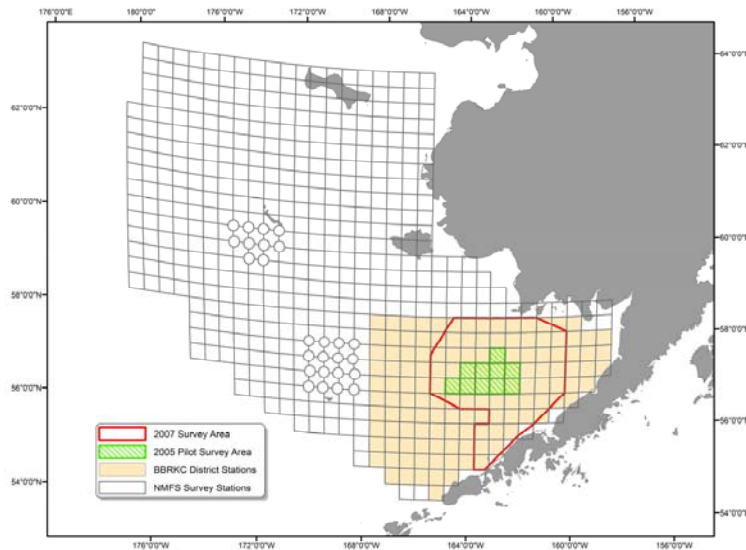 176°0'0"E 180°0'0" 176°0'0"W 172°0'0"W 168°0'0"W 164°0'0"W 160°0'0"W 156°0'0"W
62°0'0"N 64°0'0"N
60°0'0"N 62°0'0"N
58°0'0"N 60°0'0"N
56°0'0"N 58°0'0"N
54°0'0"N 56°0'0"N
54°0'0"N
2007 Survey Area
2005 Pilot Survey Area
BBRKC District Stations
NMFS Survey Stations
176°0'0"W 172°0'0"W 168°0'0"W 164°0'0"W 160°0'0"W